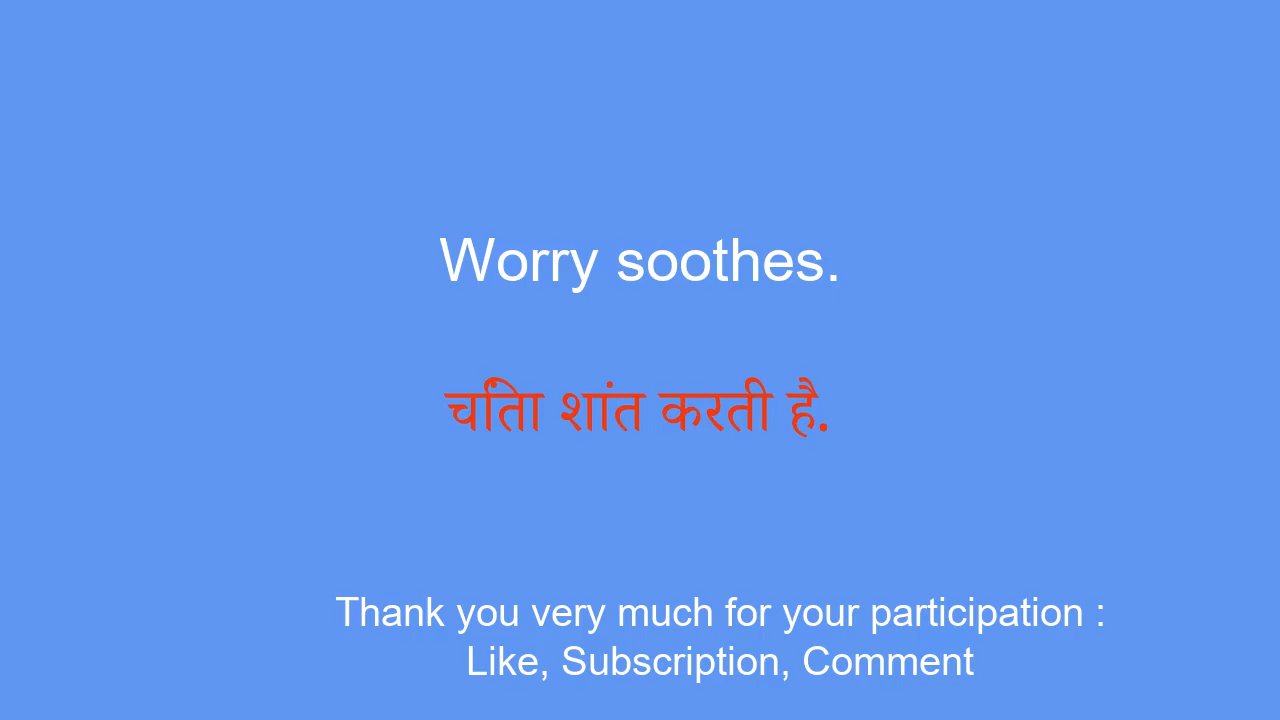 Worry soothes.
चिंता शांत करती है.
Thank you very much for your participation :
Like, Subscription, Comment